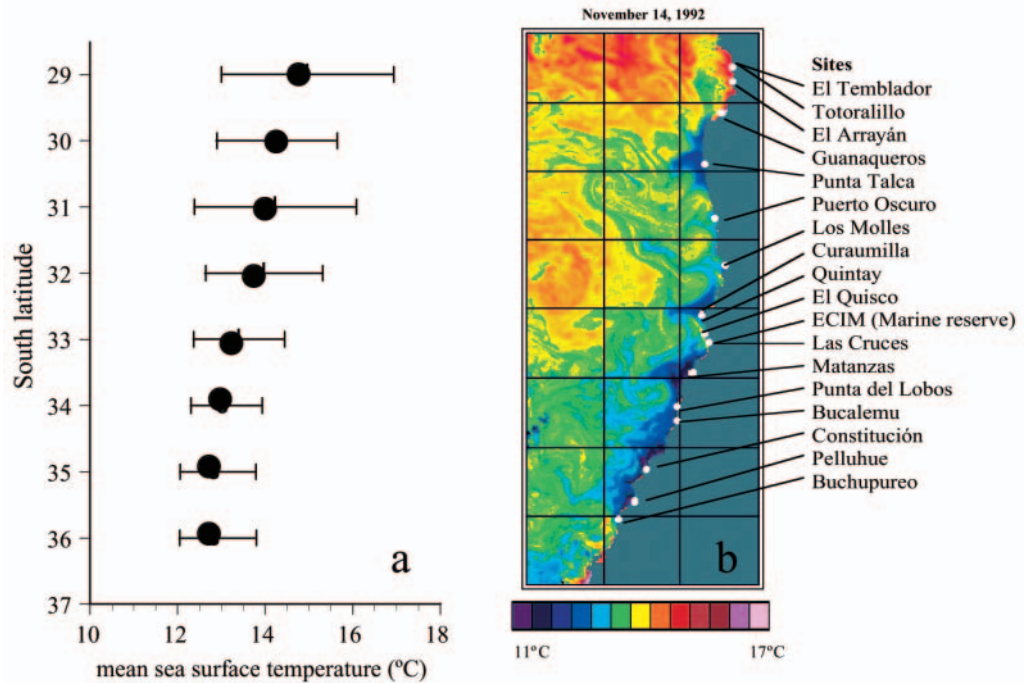 South latitude
29
30
31
32
33
34
35
36
37
10 12 14 16 18
mean sea surface temperature (ºC)
a
November 14, 1992
b
11ºC 17ºC
Sites
El Temblador
Totoralillo
El Arrayán
Guanaqueros
Punta Talca
Puerto Oscuro
Los Molles
Curaumilla
Quintay
El Quisco
ECIM (Marine reserve)
Las Cruces
Matanzas
Punta del Lobos
Bucalemu
Constitución
Pelluhue
Buchupureo